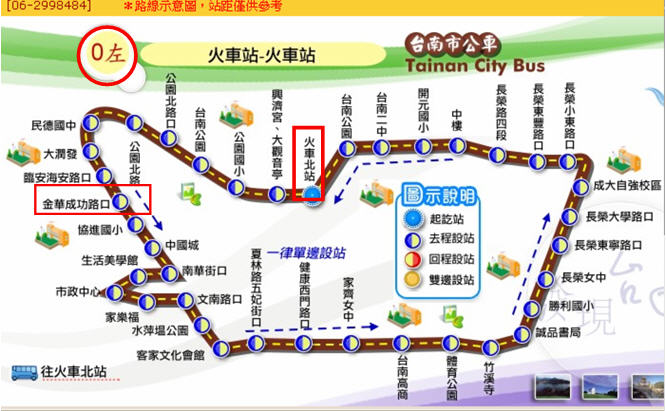 [06-2998484] *路線示意圖，站距僅供參考
0左
火車站-火車站
台南市公車
Tainan City Bus
民德國中
公園北路口
台南公園
公園國小
興濟宮、大觀音亭
火車北站
台南公園
台南二中
開元國小
中樓
長榮路四段
長榮東豐路口
長榮小東路口
大潤發
公園北路
臨安海安路口
金華成功路口
協進國小
中國城
生活美學館
南華街口
市政中心
文南路口
家樂福
水萍塭公園
客家文化會館
夏林路五妃街口
健康西門路口
家齊女中
台南高商
體育公園
竹溪寺
誠品書局
勝利國小
長榮女中
長榮東寧路口
長榮大學路口
成大自強校區
一律單邊設站
圖示說明
起訖站
去程設站
回程設站
雙邊設站
往火車北站
台
現